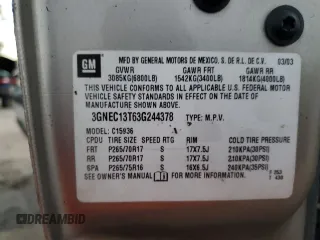 GM
MFD BY GENERAL MOTORS DE MEXICO, S. DE R.L. DE C.V. 03/03
GVWR GAWR FRT GAWR RR
3085KG(6800LB) 1542KG(3400LB) 1814KG(4000LB)
THIS VEHICLE CONFORMS TO ALL APPLICABLE U.S. FEDERAL MOTOR
VEHICLE SAFETY STANDARDS IN EFFECT ON THE DATE OF
MANUFACTURE SHOWN ABOVE.
3GNEC13T63G244378 TYPE: M.P.V.
MODEL: C15936
CPDU TIRE SIZE SPEED RTG RIM COLD TIRE PRESSURE
FRT P265/70R17 S 17X7.5J 210KPA(30PSI)
RR P265/70R17 S 17X7.5J 240KPA(35PSI)
SPA P265/75R16 S 16X6.5J 240KPA(35PSI)
SEE OWNER'S MANUAL FOR MORE INFORMATION.